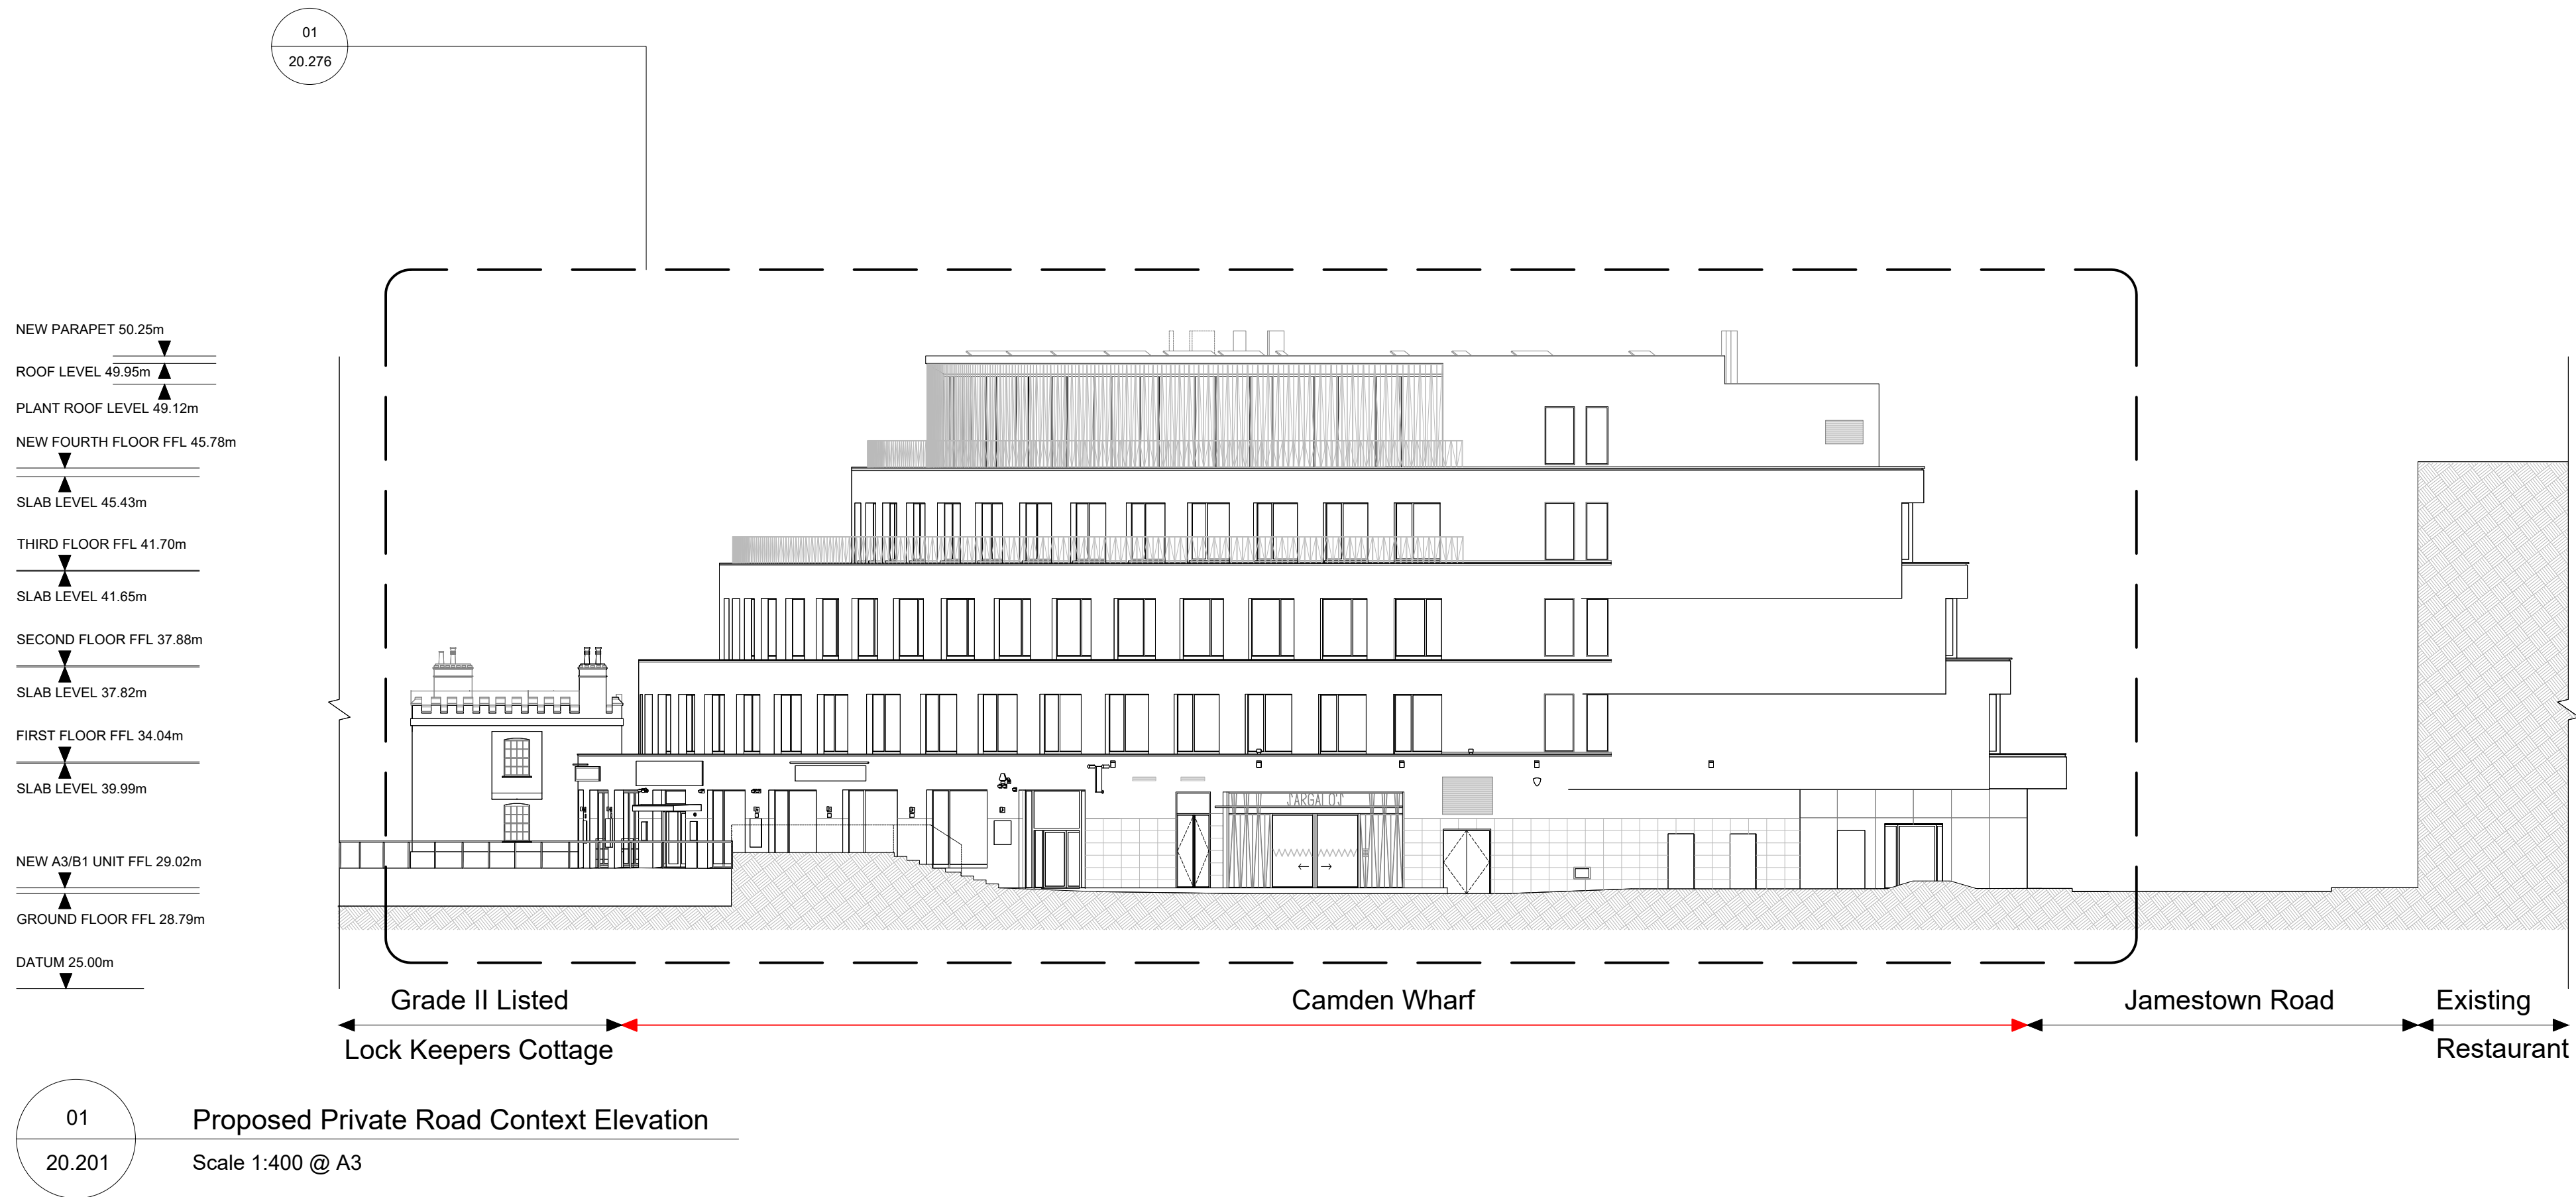 01
20.276
NEW PARAPET 50.25m
ROOF LEVEL 49.95m
PLANT ROOF LEVEL 49.12m
NEW FOURTH FLOOR FFL 45.78m
SLAB LEVEL 45.43m
THIRD FLOOR FFL 41.70m
SLAB LEVEL 41.65m
SECOND FLOOR FFL 37.88m
SLAB LEVEL 37.82m
FIRST FLOOR FFL 34.04m
SLAB LEVEL 39.99m
NEW A3/B1 UNIT FFL 29.02m
GROUND FLOOR FFL 28.79m
DATUM 25.00m
Grade II Listed
Lock Keepers Cottage
Camden Wharf
Jamestown Road
Existing
Restaurant
01
20.201
Proposed Private Road Context Elevation
Scale 1:400 @ A3